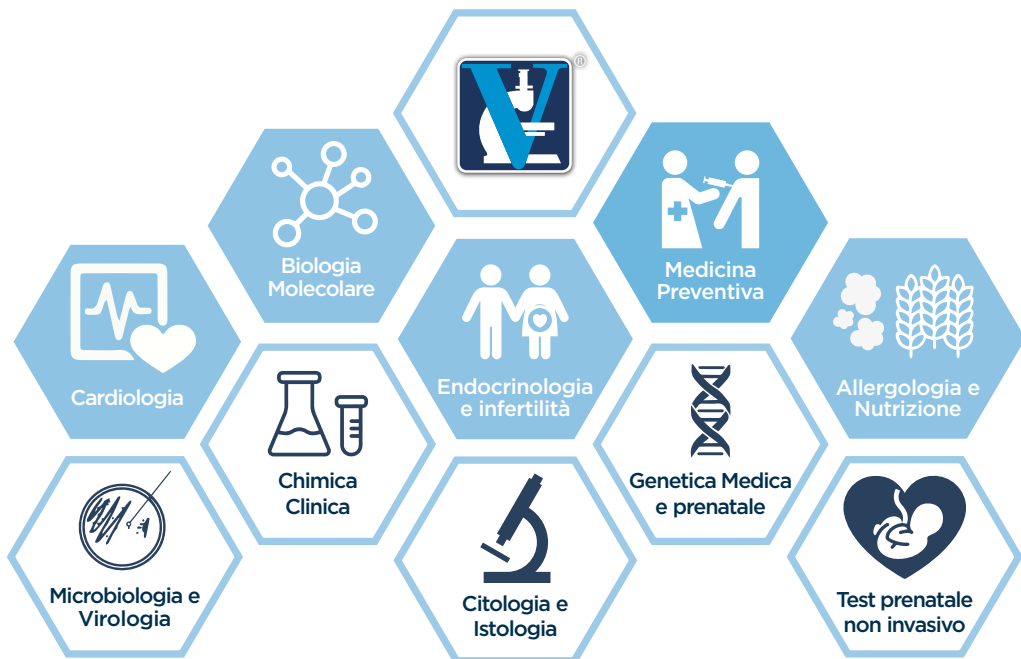 V®
Biologia
Molecolare
Medicina
Preventiva
Cardiologia
Endocrinologia
e infertilità
Allergologia e
Nutrizione
Chimica
Clinica
Genetica Medica
e prenatale
Microbiologia e
Virologia
Citologia e
Istologia
Test prenatale
non invasivo